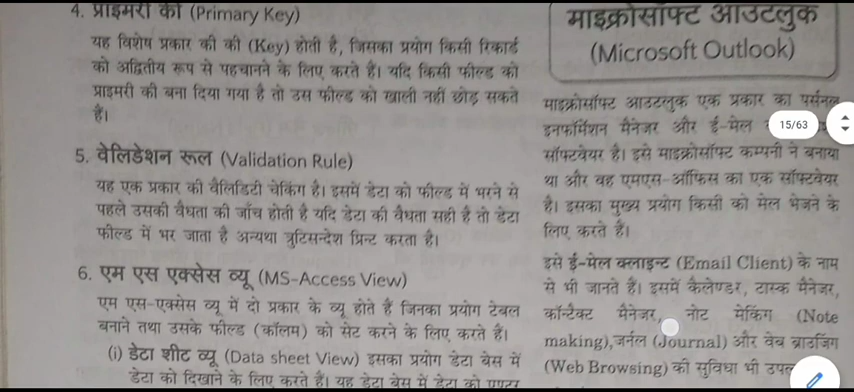 4. प्राइमरी की (Primary Key)
यह विशेष प्रकार की की (Key) होती है, जिसका प्रयोग किसी रिकार्ड
को अद्वितीय रूप से पहचानने के लिए करते हैं। यदि किसी फील्ड को
प्राइमरी की बना दिया गया है तो उस फील्ड को खाली नहीं छोड़ सकते
हैं।
5. वेलिडेशन रूल (Validation Rule)
यह एक प्रकार की वैलिडिटी चेकिंग है। इसमें डेटा को फील्ड में भरने से
पहले उसकी वैधता की जाँच होती है यदि डेटा की वैधता सही है तो डेटा
फील्ड में भर जाता है अन्यथा त्रुटिसन्देश प्रिन्ट करता है।
6. एम एस एक्सेस व्यू (MS-Access View)
एम एस-एक्सेस व्यू में दो प्रकार के व्यू होते हैं जिनका प्रयोग टेबल
बनाने तथा उसके फील्ड (कॉलम) को सेट करने के लिए करते हैं।
(i) डेटा शीट व्यू (Data sheet View) इसका प्रयोग डेटा बेस में
डेटा को दिखाने के लिए करते हैं। यह डेटा बेस में डेटा को
माइक्रोसॉफ्ट आउटलुक
(Microsoft Outlook)
माइक्रोसॉफ्ट आउटलुक एक प्रकार का पर्सनल
इनफॉर्मेशन मैनेजर और ई-मेल
15/63
सॉफ्टवेयर है। इसे माइक्रोसॉफ्ट कम्पनी ने बनाया
था और वह एमएस-ऑफिस का एक सॉफ्टवेयर
है। इसका मुख्य प्रयोग किसी को मेल भेजने के
लिए करते हैं।
इसे ई-मेल क्लाइन्ट (Email Client) के नाम
से भी जानते हैं। इसमें कैलेण्डर, टास्क मैनेजर,
कॉन्टैक्ट मैनेजर, नोट मेकिंग (Note
making),जर्नल (Journal) और वेब ब्राउजिंग
(Web Browsing) की सुविधा भी